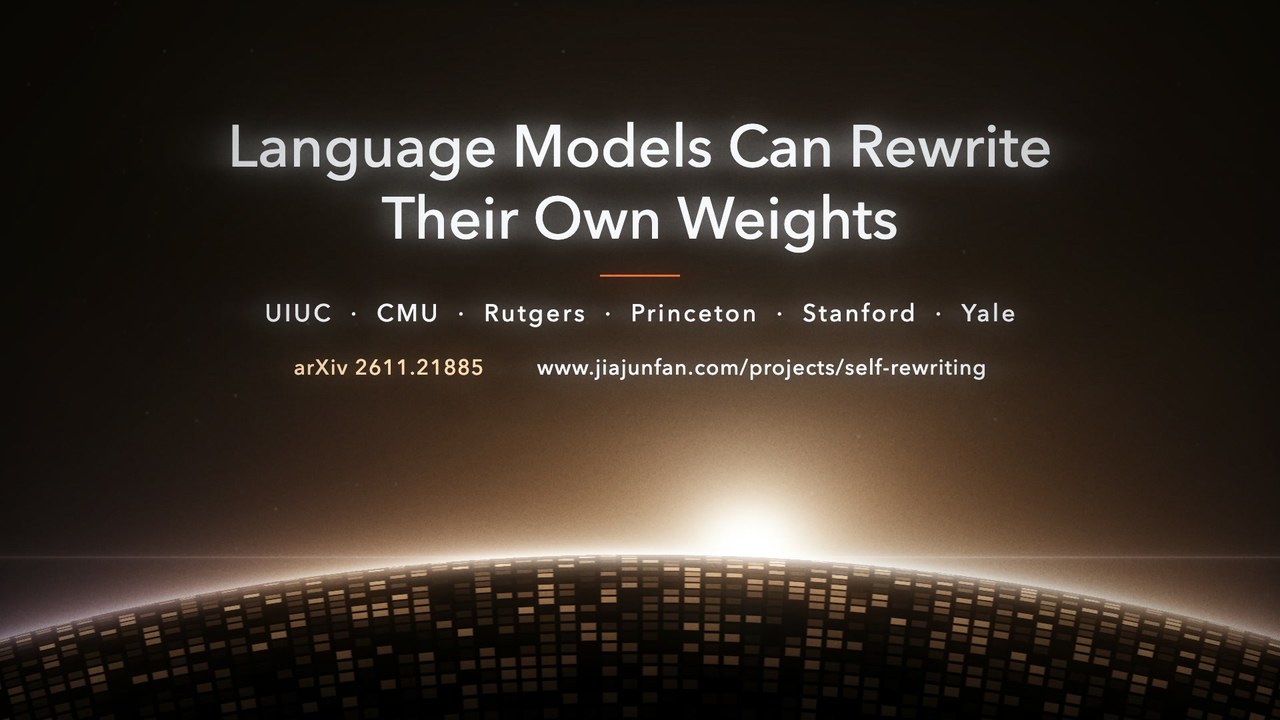 Language Models Can Rewrite
Their Own Weights
UIUC · CMU · Rutgers · Princeton · Stanford · Yale
arXiv 2611.21885 www.jiajunfan.com/projects/self-rewriting